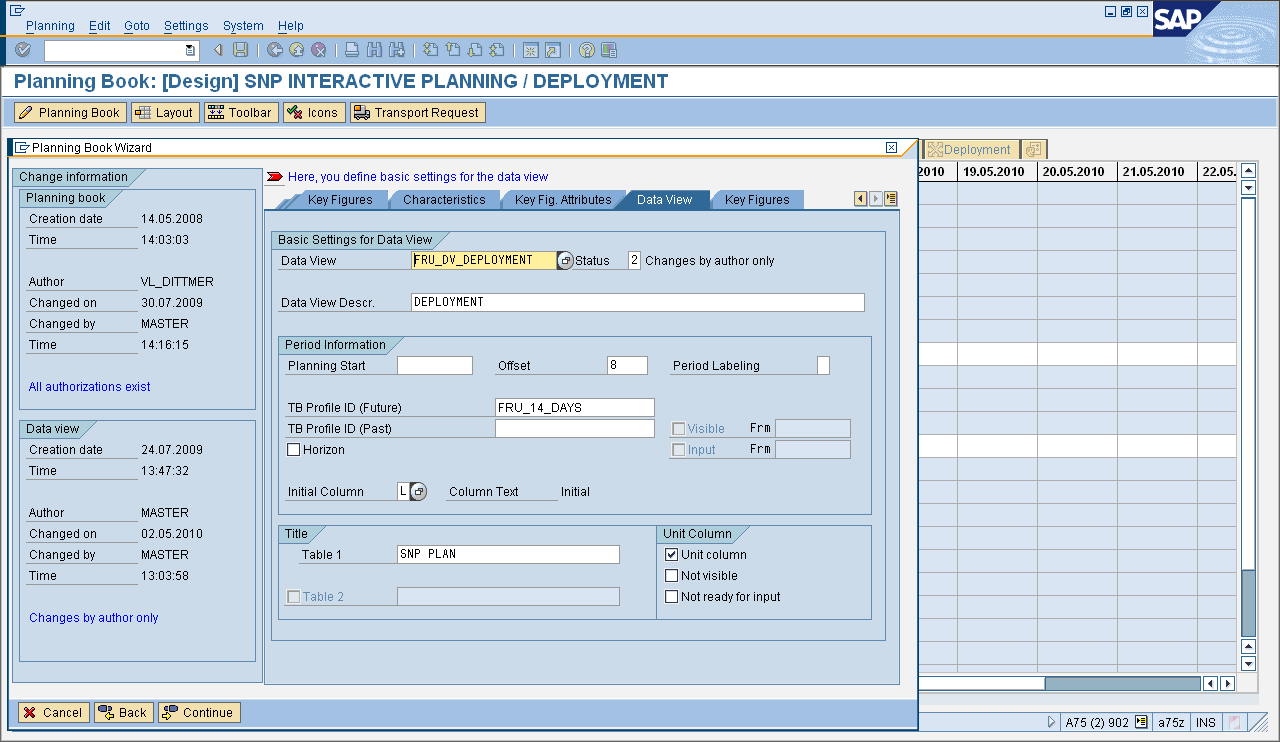 Planning Edit Goto Settings System Help
SAP
Planning Book: [Design] SNP INTERACTIVE PLANNING / DEPLOYMENT
Planning Book Layout Toolbar Icons Transport Request
Planning Book Wizard
Deployment
Change information
Here, you define basic settings for the data view
2010 19.05.2010 20.05.2010 21.05.2010 22.05.
Planning book
Key Figures Characteristics Key Fig. Attributes Data View Key Figures
Creation date 14.05.2008
Time 14:03:03
Author VL_DITTMER
Changed on 30.07.2009
Changed by MASTER
Time 14:16:15
All authorizations exist
Data view
Creation date 24.07.2009
Time 13:47:32
Author MASTER
Changed on 02.05.2010
Changed by MASTER
Time 13:03:58
Changes by author only
Basic Settings for Data View
Data View FRU_DV_DEPLOYMENT Status 2 Changes by author only
Data View Descr. DEPLOYMENT
Period Information
Planning Start Offset 8 Period Labeling
TB Profile ID (Future) FRU_14_DAYS
TB Profile ID (Past) Visible Frm
Horizon Input Frm
Initial Column L Column Text Initial
Title Unit Column
Table 1 SNP PLAN Unit column
Not visible
Table 2 Not ready for input
Cancel Back Continue
A75 (2) 902 a75z INS